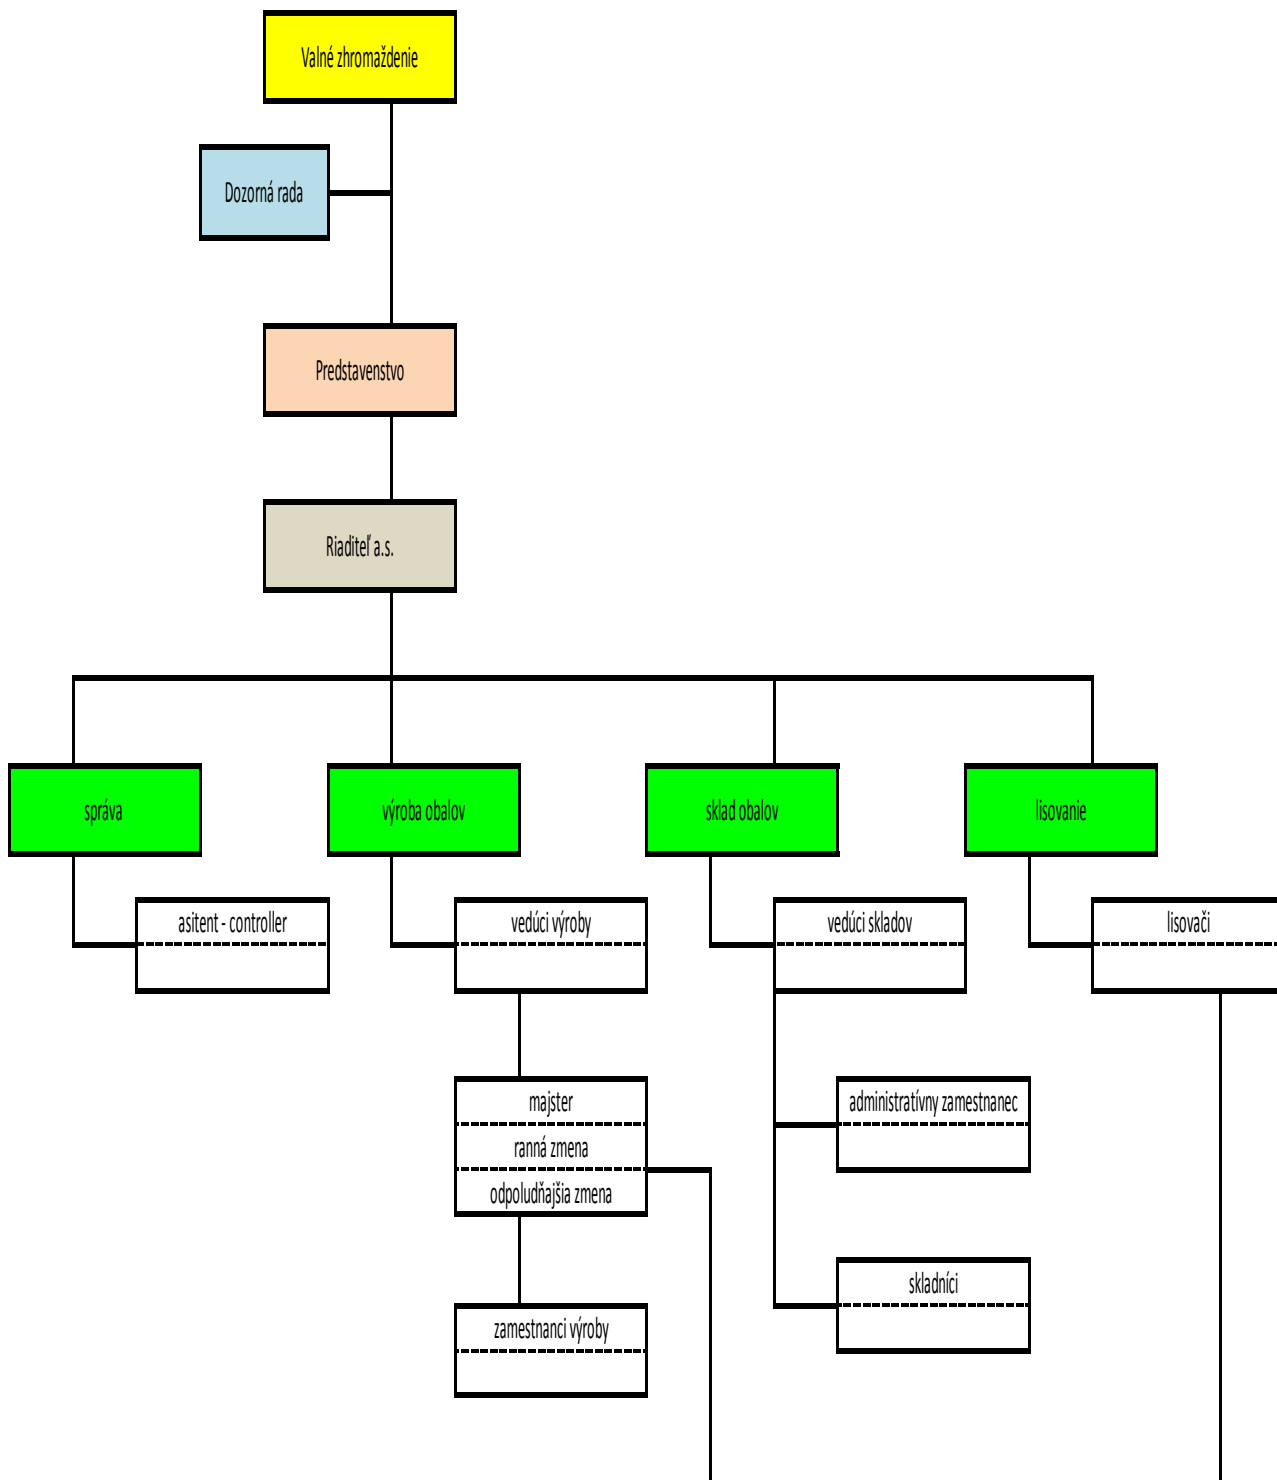 Valné zhromaždenie
Dozorná rada
Predstavenstvo
Riaditeľ a.s.
správa
výroba obalov
sklad obalov
lisovanie
asitent - controller
vedúci výroby
vedúci skladov
lisovači
majster
ranná zmena
odpoludňajšia zmena
administratívny zamestnanec
skladníci
zamestnanci výroby